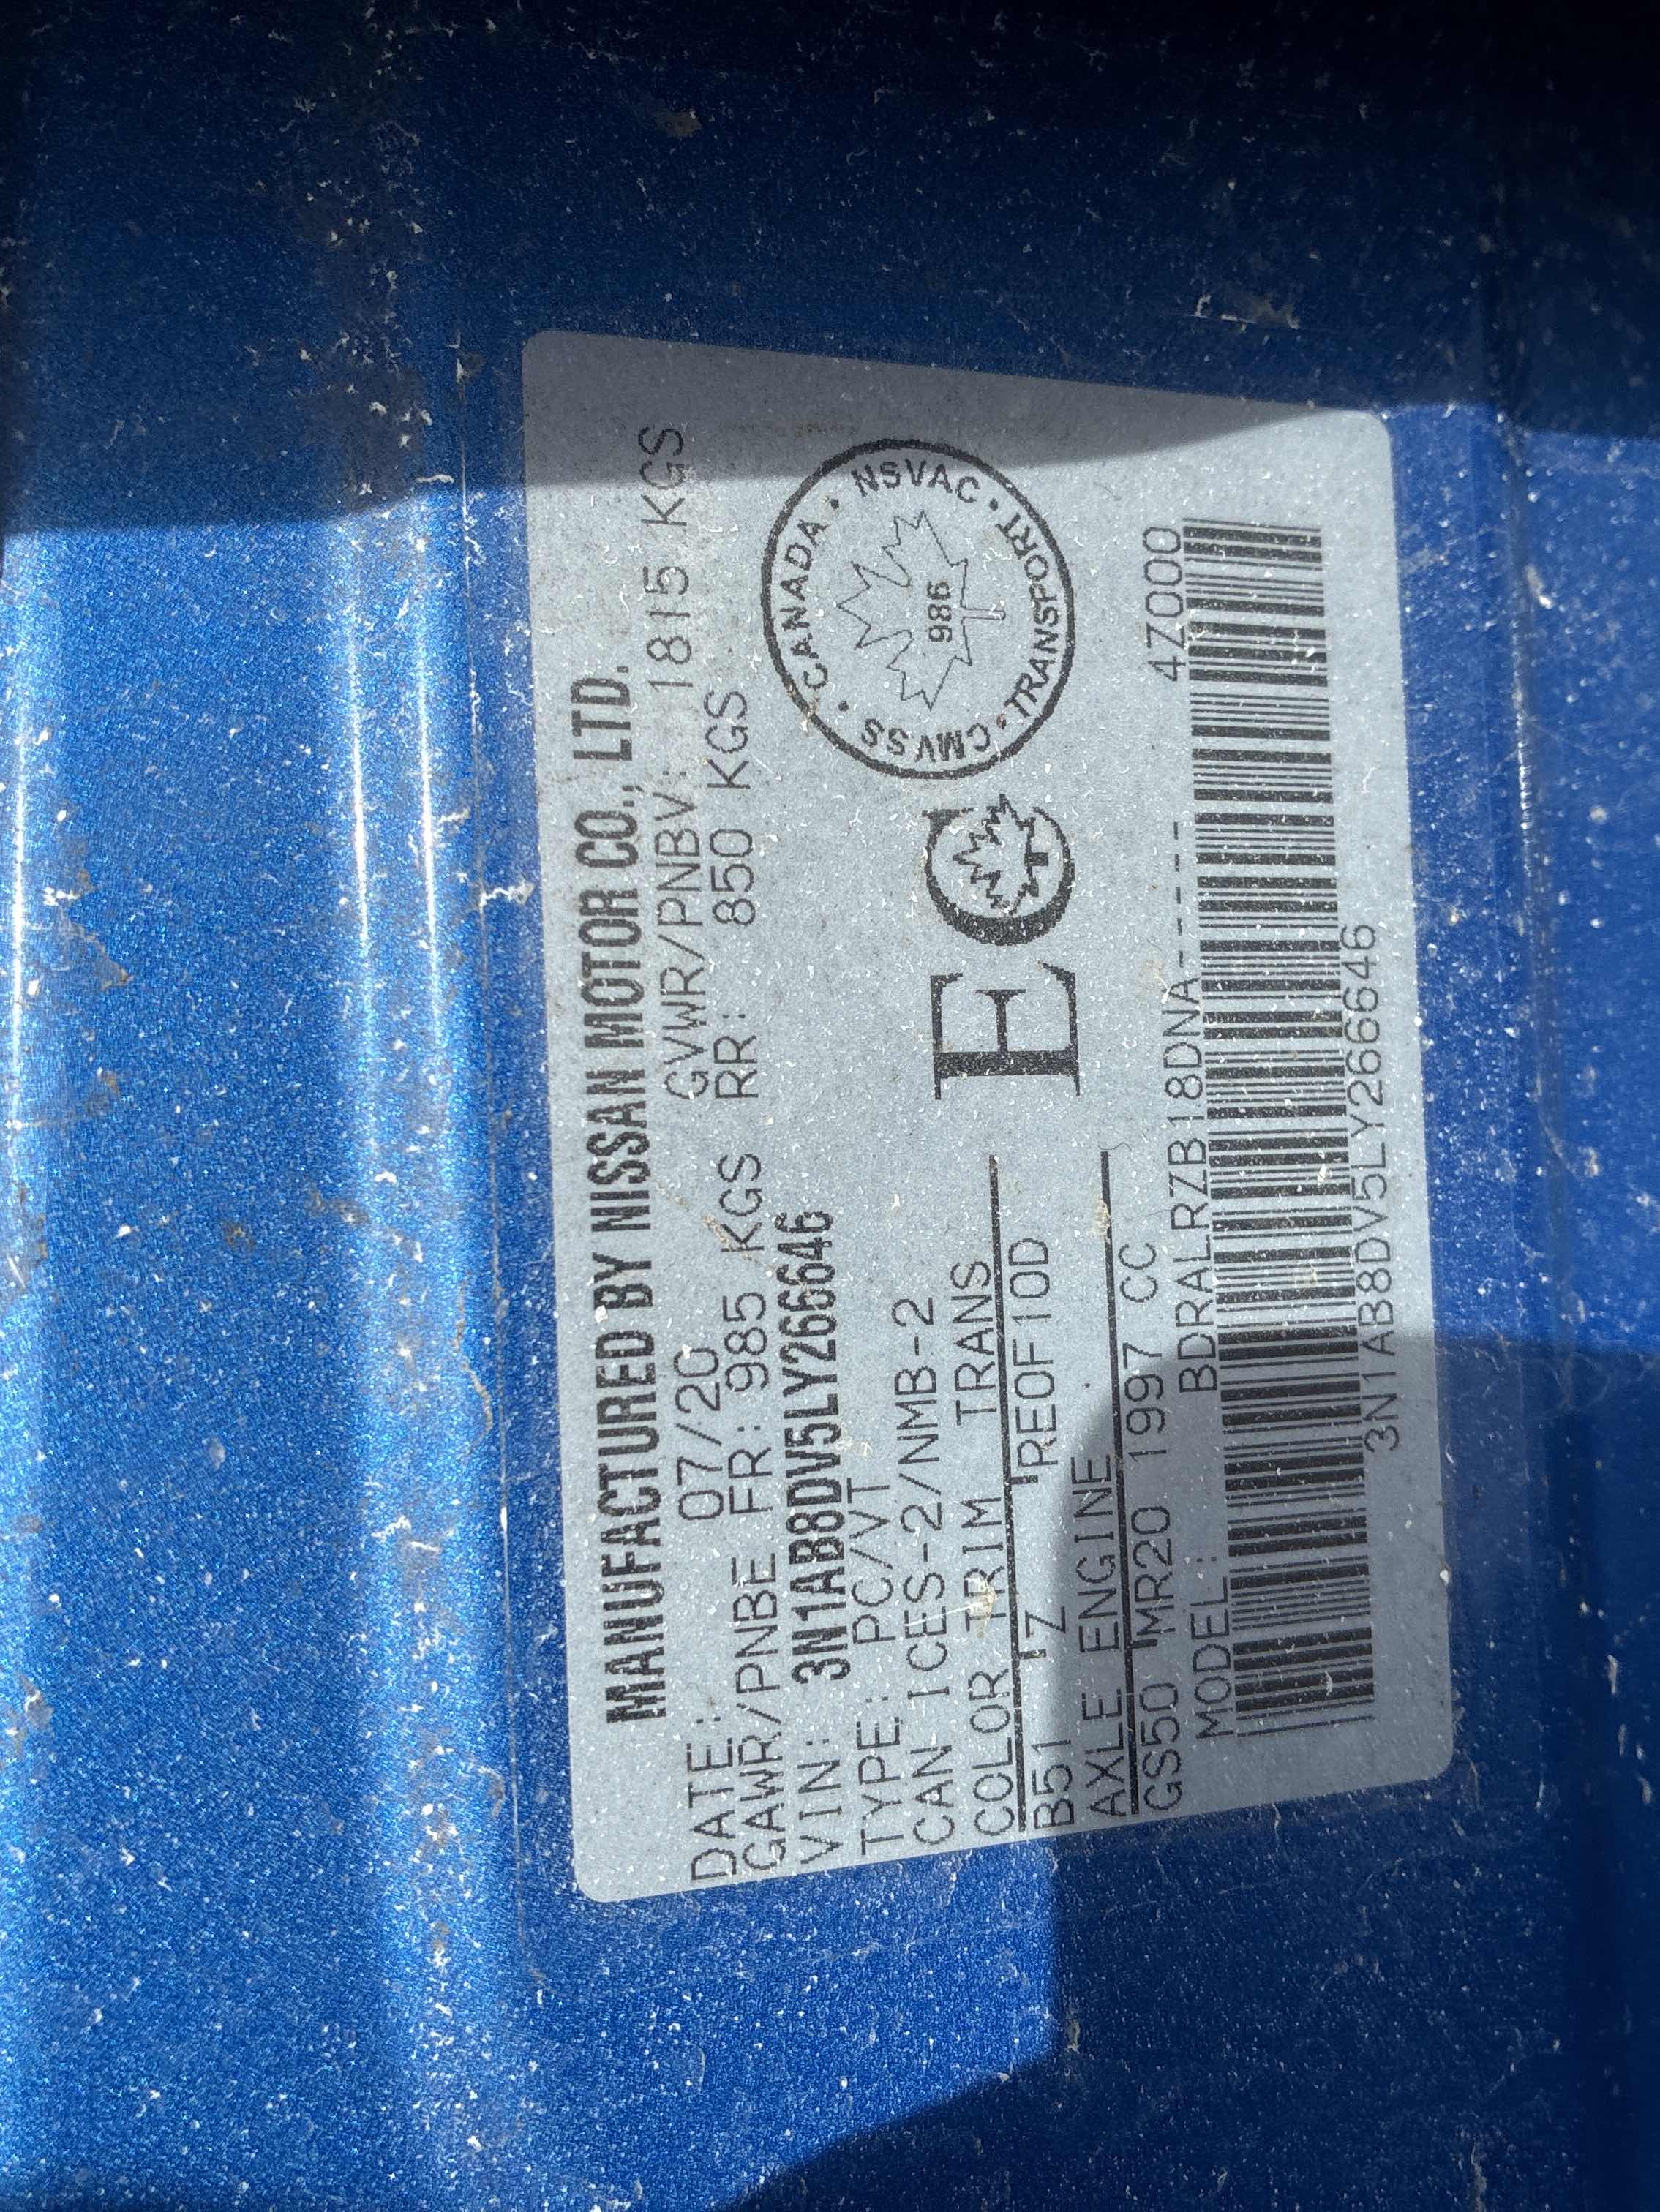 MANUFACTURED BY NISSAN MOTOR CO., LTD.
DATE: 07/20 GVWR/PNBV: 1815 KGS
GAWR/PNBE FR: 985 KGS RR: 850 KGS
VIN: 3N1AB8DV5LY266646
TYPE: PC/VT
CAN ICES-2/NMB-2
COLOR TRIM TRANS
B51 Z RE0F10D
AXLE ENGINE
GS50 MR20 1997 CC
EC
CANADA · NSVAC · TRANSPORT · CMVSS ·
986
MODEL: BDRALRZB18DNA----- 4Z000
3N1AB8DV5LY266646